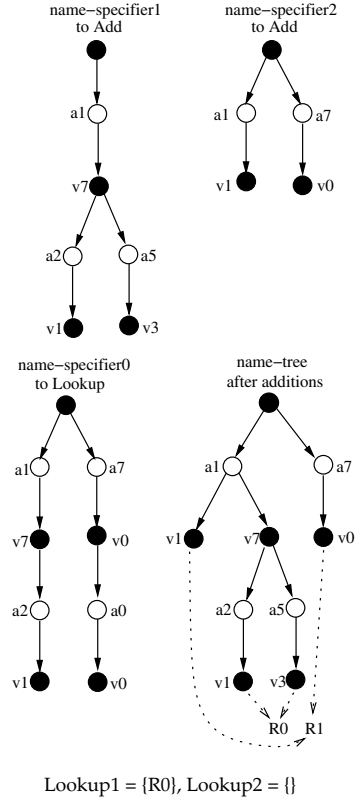 name−specifier1
to Add
name−specifier2
to Add
a1
a1
a7
v7
v1
v0
a2
a5
v1
v3
name−specifier0
to Lookup
name−tree
after additions
a1
a7
a1
a7
v7
v0
v1
v7
v0
a2
a0
a2
a5
v1
v0
v1
v3
R0
R1
Lookup1 = {R0}, Lookup2 = {}